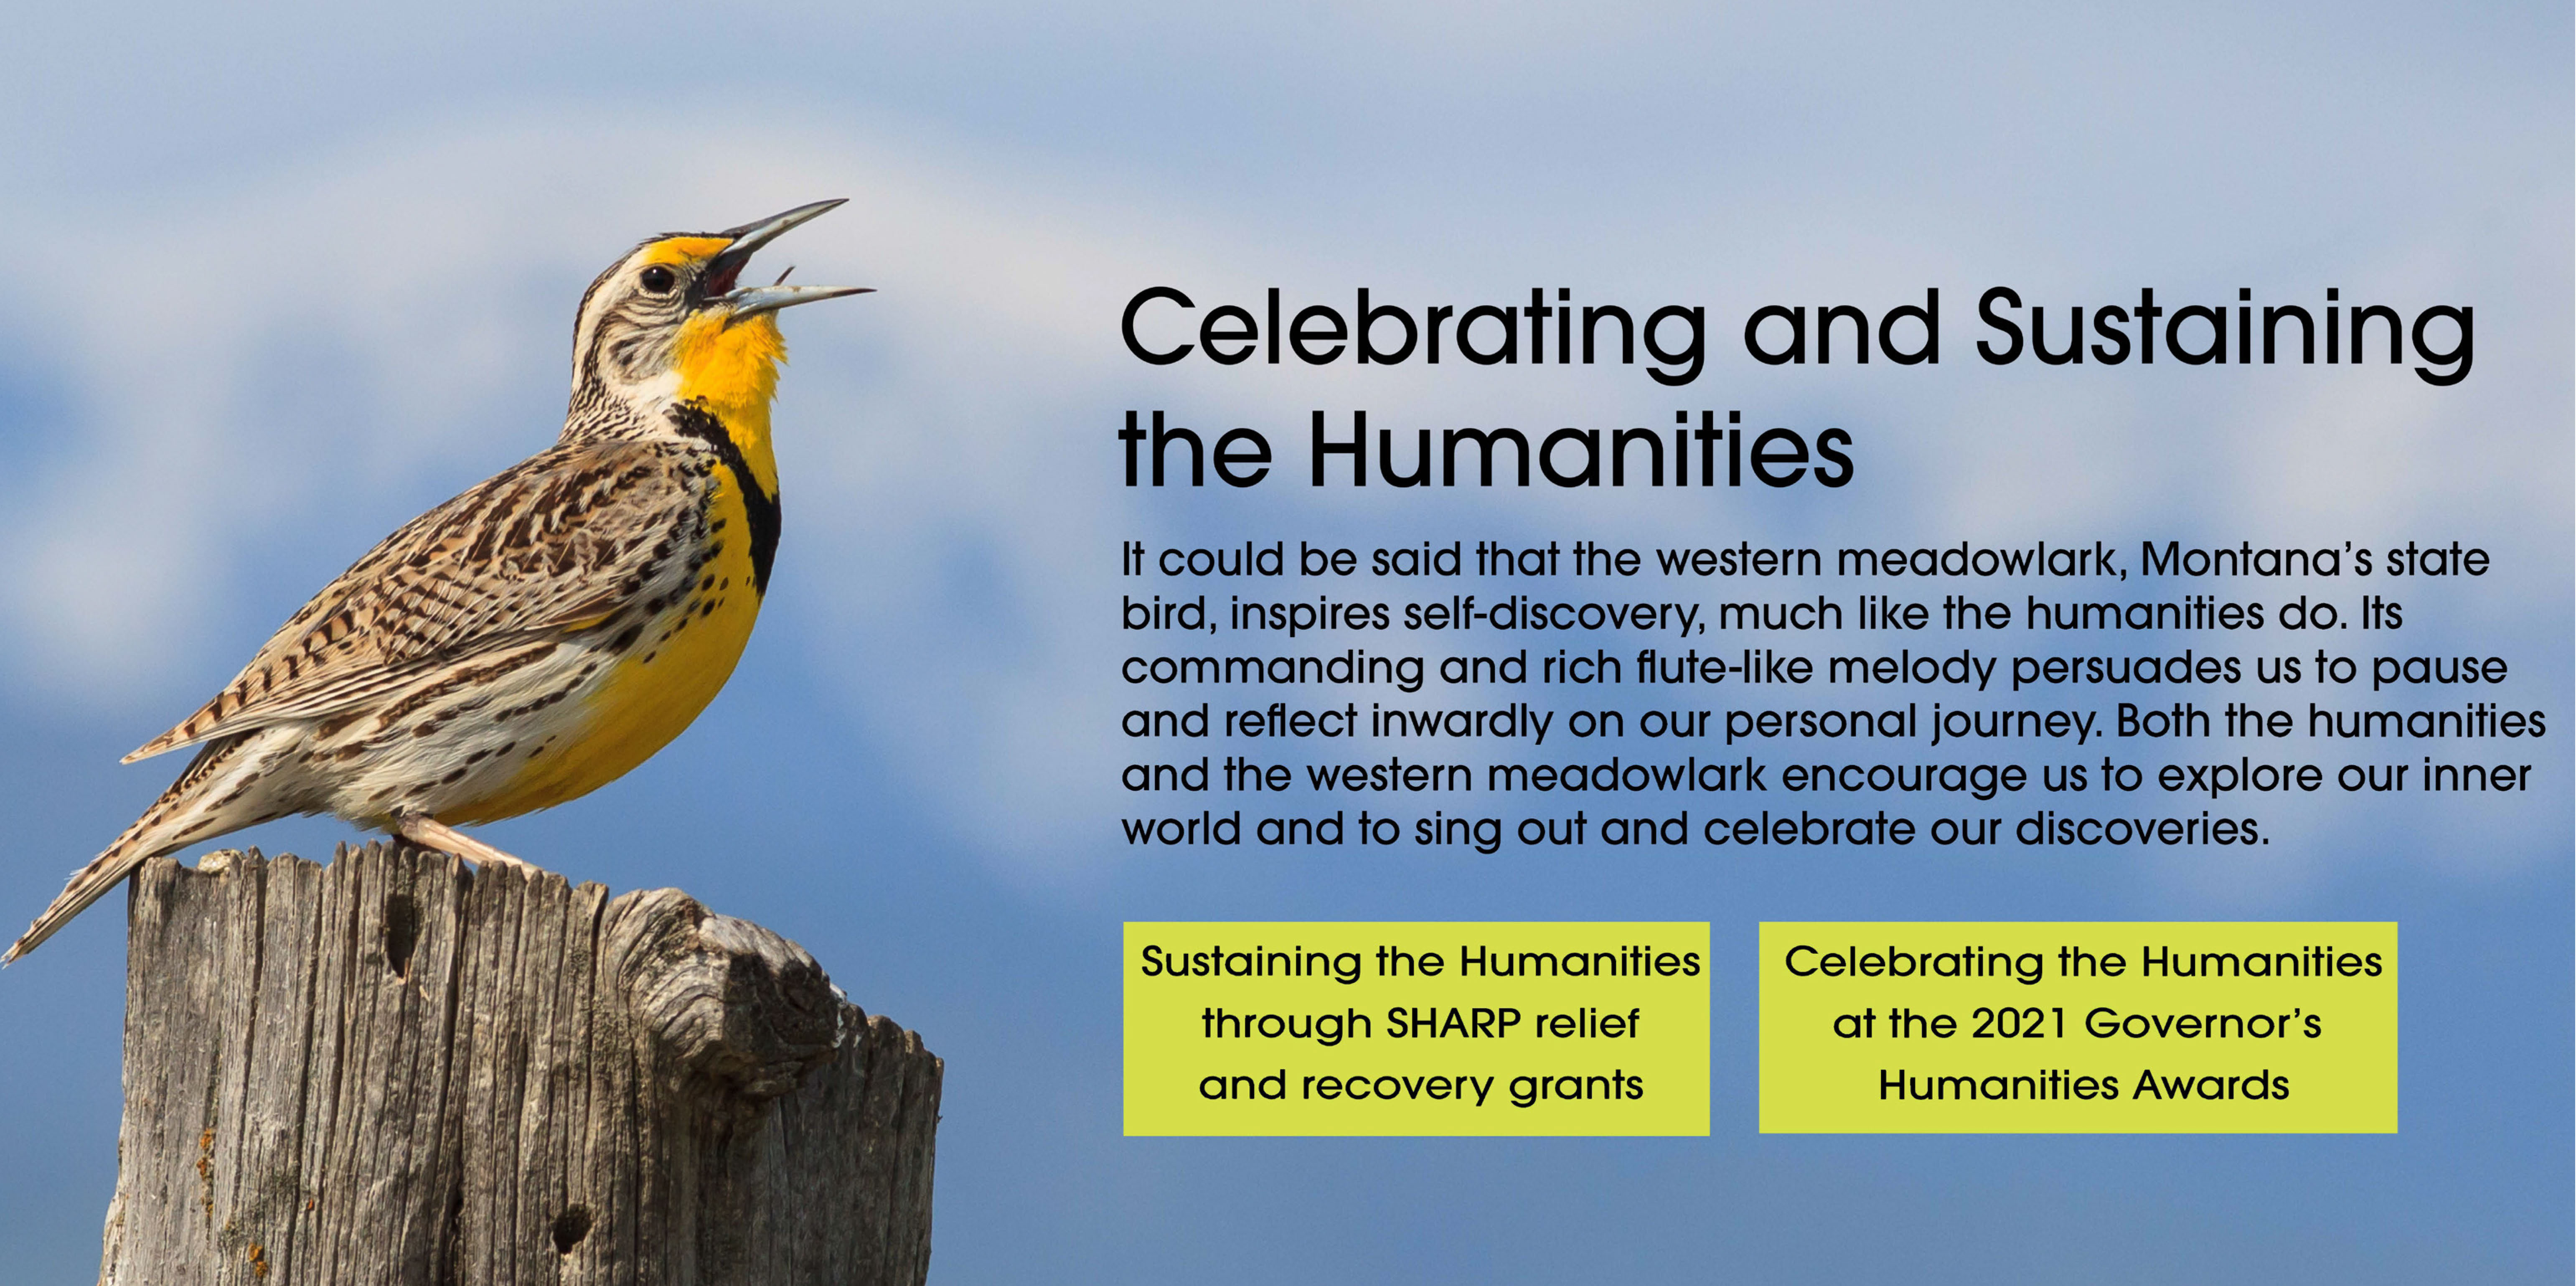 Celebrating and Sustaining
the Humanities
It could be said that the western meadowlark, Montana’s state
bird, inspires self-discovery, much like the humanities do. Its
commanding and rich flute-like melody persuades us to pause
and reflect inwardly on our personal journey. Both the humanities
and the western meadowlark encourage us to explore our inner
world and to sing out and celebrate our discoveries.
Sustaining the Humanities
through SHARP relief
and recovery grants
Celebrating the Humanities
at the 2021 Governor’s
Humanities Awards